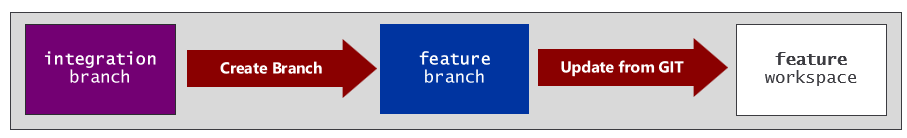 integration
branch
Create Branch
feature
branch
Update from GIT
feature
workspace